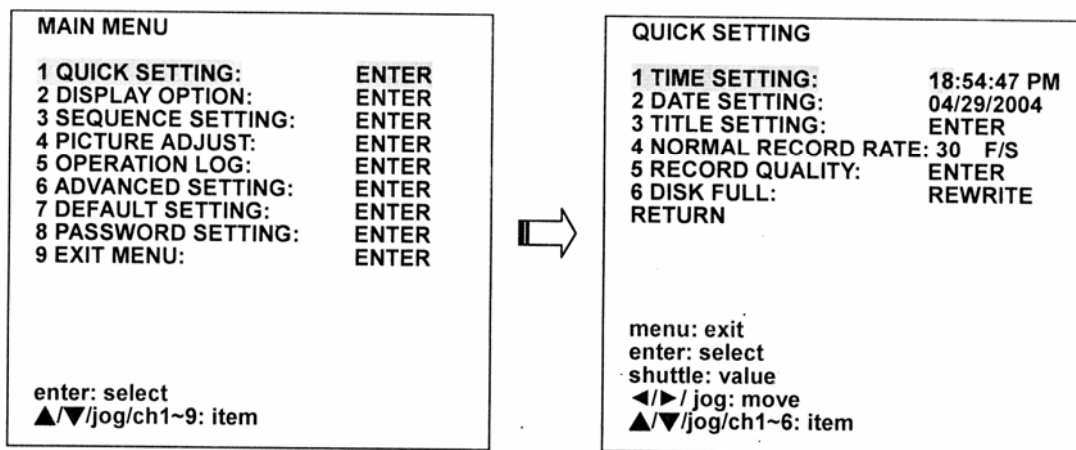 MAIN MENU
1 QUICK SETTING: ENTER
2 DISPLAY OPTION: ENTER
3 SEQUENCE SETTING: ENTER
4 PICTURE ADJUST: ENTER
5 OPERATION LOG: ENTER
6 ADVANCED SETTING: ENTER
7 DEFAULT SETTING: ENTER
8 PASSWORD SETTING: ENTER
9 EXIT MENU: ENTER
enter: select
▲/▼/jog/ch1~9: item
QUICK SETTING
1 TIME SETTING: 18:54:47 PM
2 DATE SETTING: 04/29/2004
3 TITLE SETTING: ENTER
4 NORMAL RECORD RATE: 30 F/S
5 RECORD QUALITY: ENTER
6 DISK FULL: REWRITE
RETURN
menu: exit
enter: select
shuttle: value
◄/►/ jog: move
▲/▼/jog/ch1~6: item